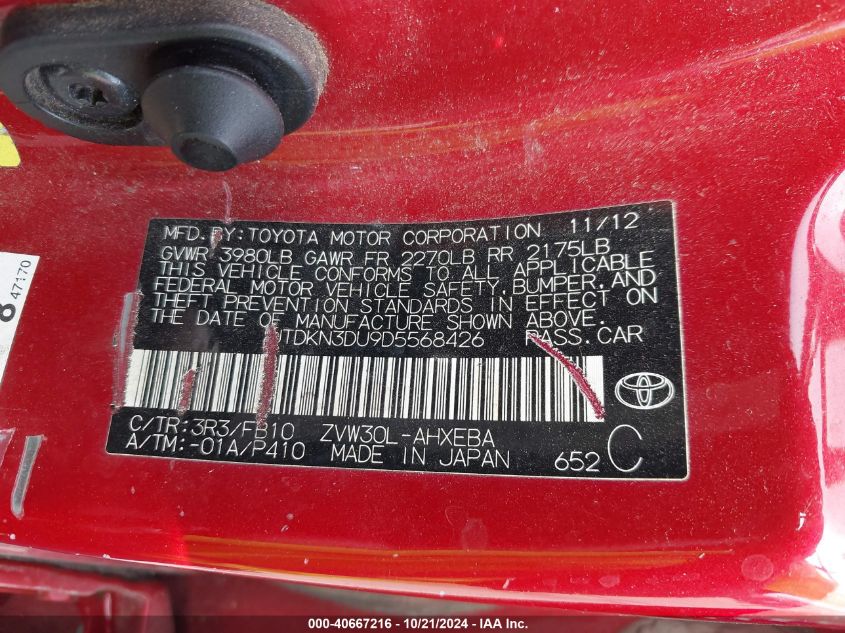 MFD. BY: TOYOTA MOTOR CORPORATION 11/12
GVWR 3980LB GAWR FR 2270LB RR 2175LB
THIS VEHICLE CONFORMS TO ALL APPLICABLE
FEDERAL MOTOR VEHICLE SAFETY, BUMPER, AND
THEFT PREVENTION STANDARDS IN EFFECT ON
THE DATE OF MANUFACTURE SHOWN ABOVE.
JTDKN3DU9D5568426 PASS. CAR
C/TR: 3R3/FB10 ZVW30L-AHXEBA
A/TM: -01A/P410 MADE IN JAPAN 652 C
8 47170
000-40667216 - 10/21/2024 - IAA Inc.